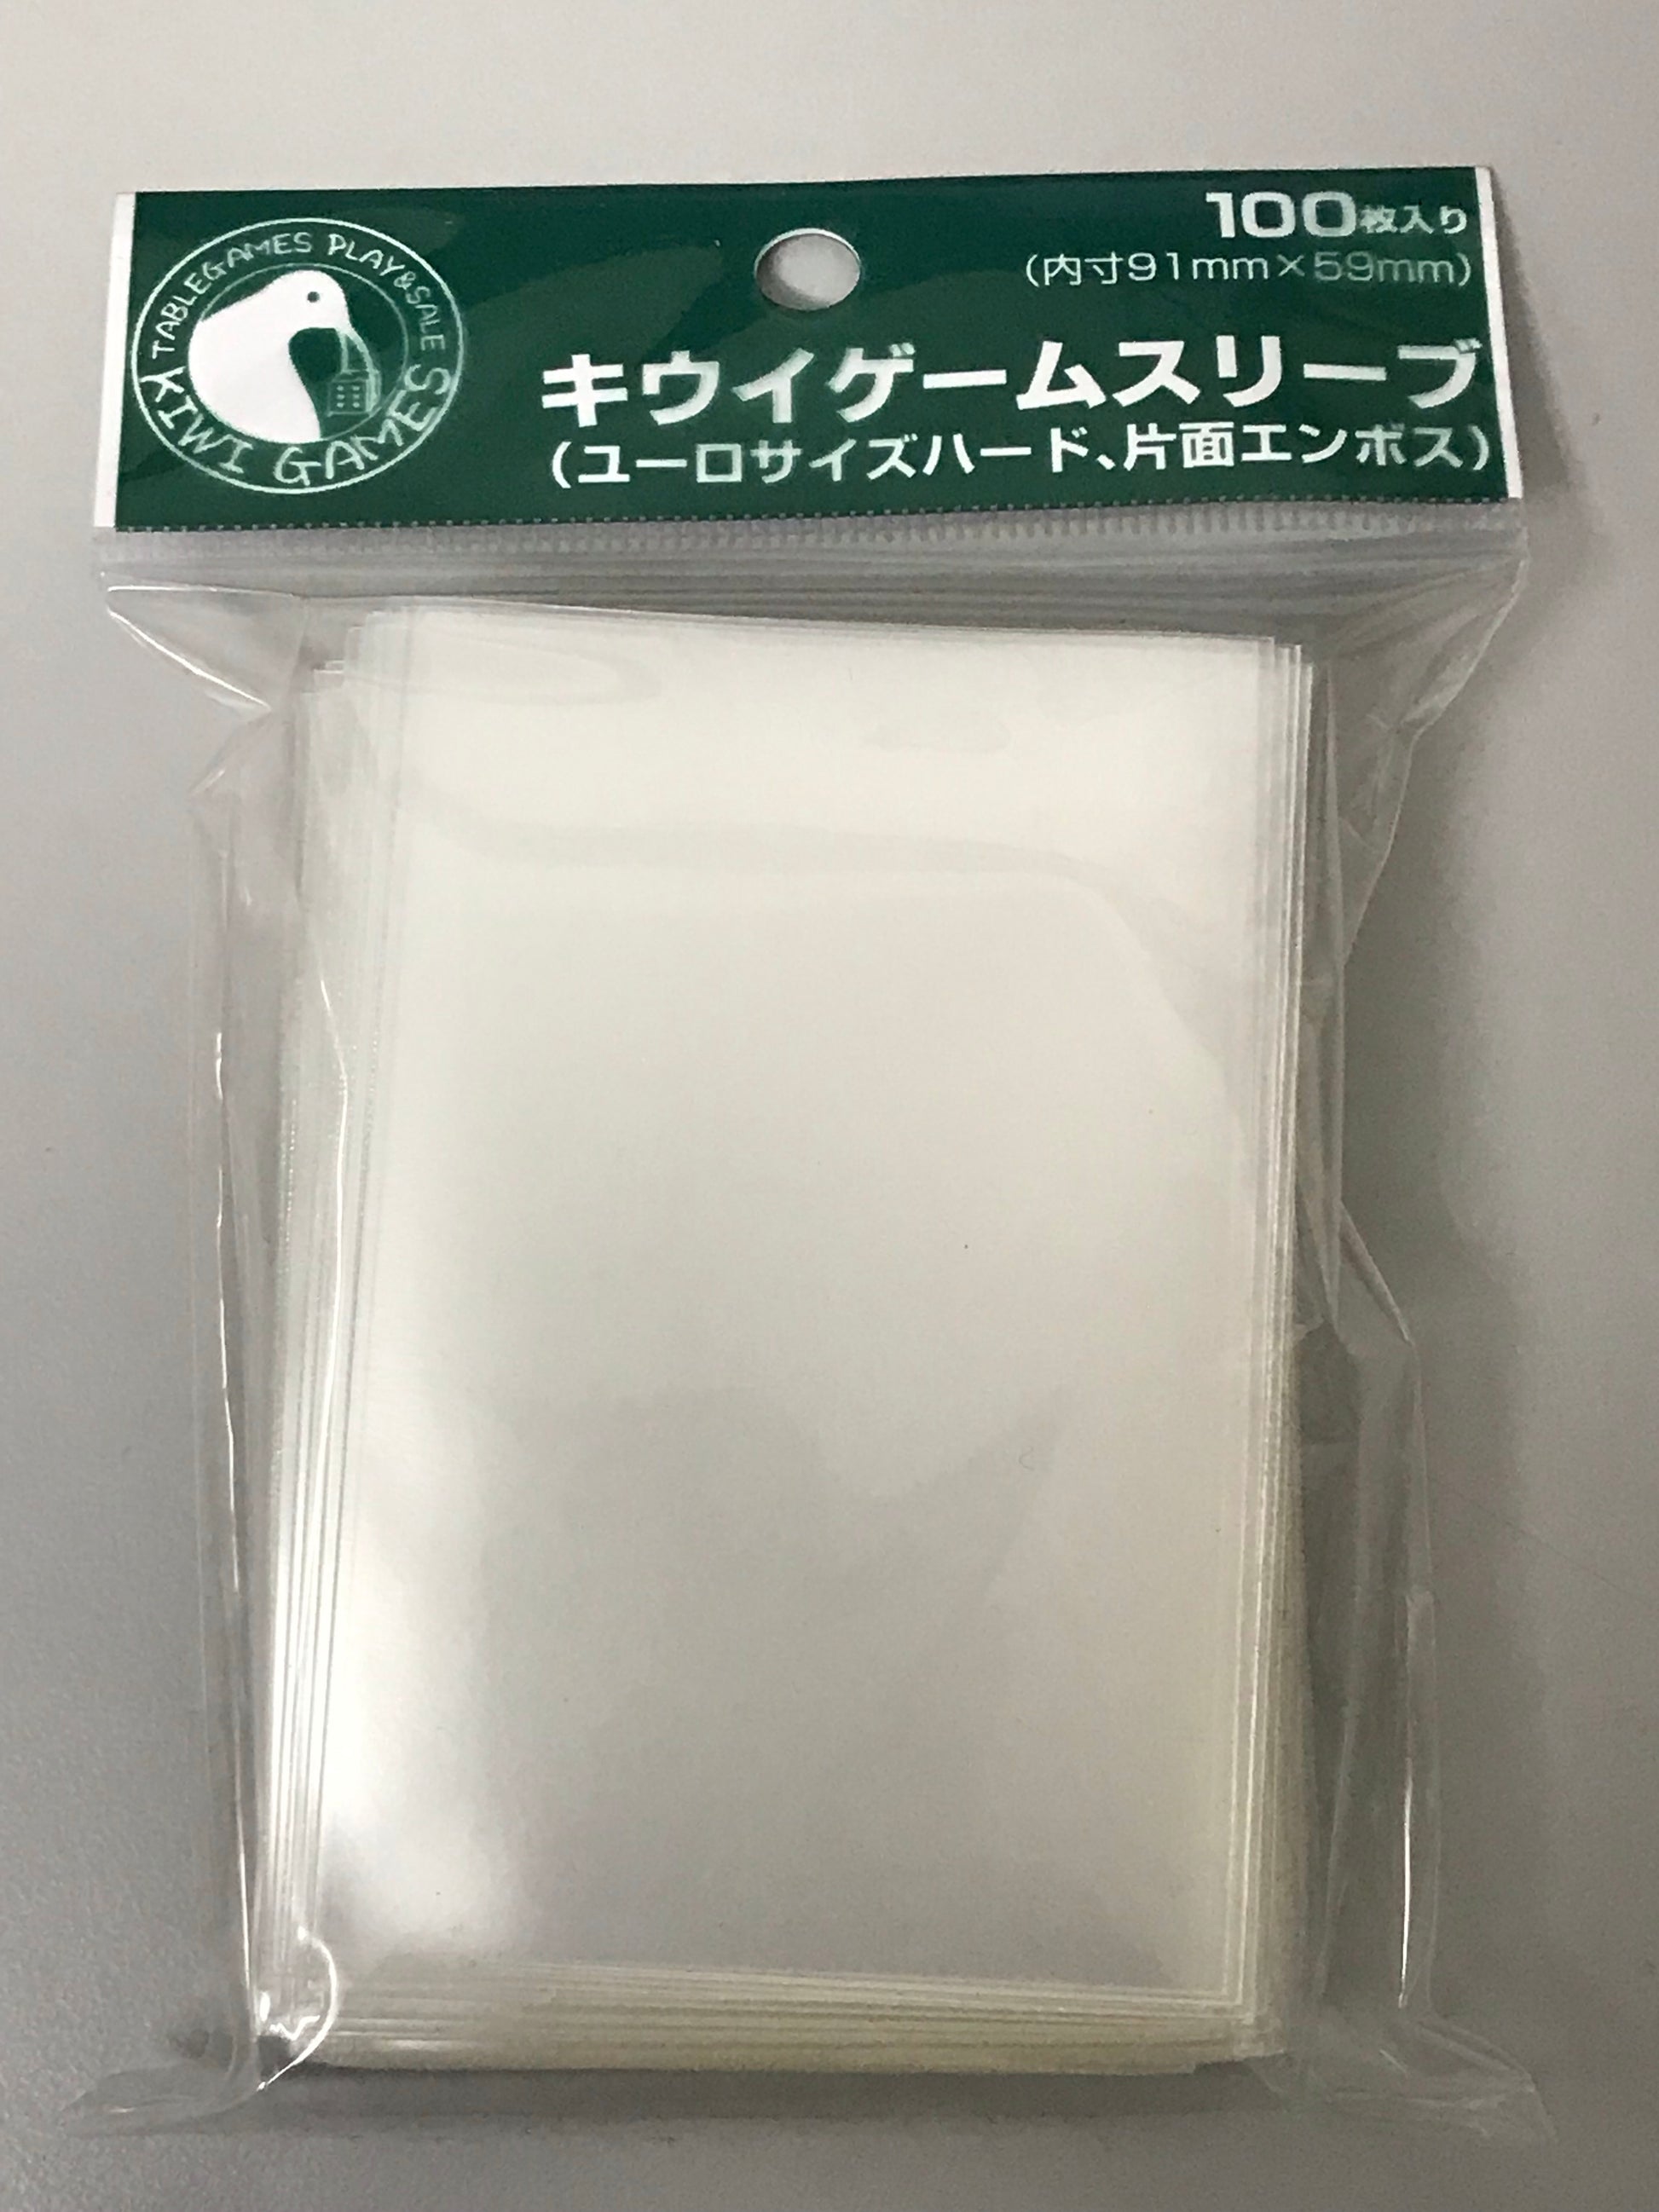 TABLEGAMES PLAY&SALE
KIWI GAMES
100枚入り
(内寸91mm×59mm)
キウイゲームスリーブ
(ユーロサイズハード、片面エンボス)